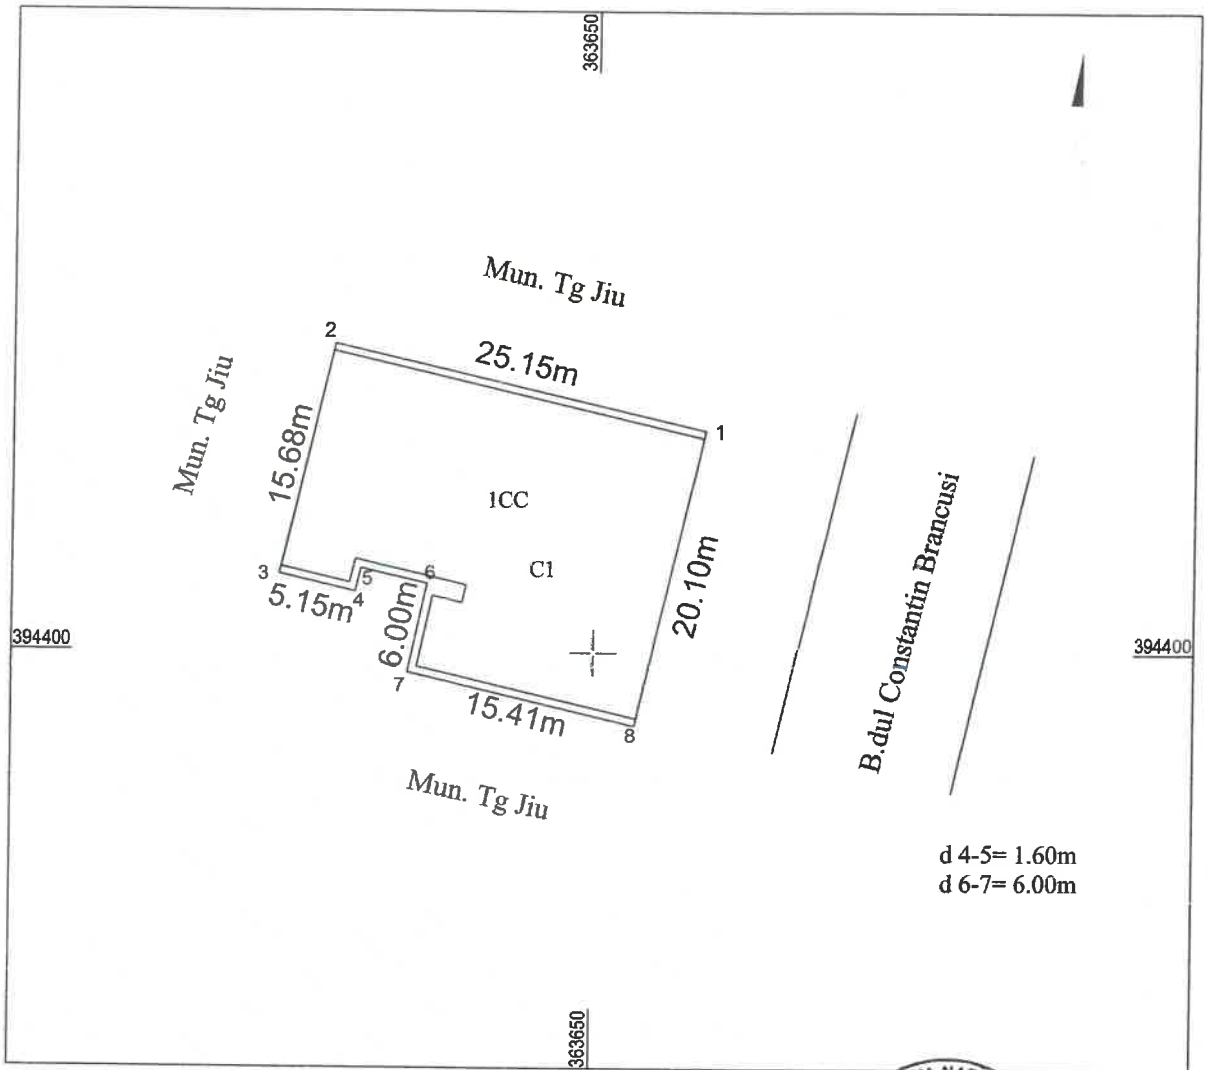 363650
Mun. Tg Jiu
2
25.15m
Mun. Tg Jiu
1
15.68m
1CC
B.dul Constantin Brancusi
C1
20.10m
3
5
6
4
5.15m
6.00m
394400
394400
7
15.41m
8
Mun. Tg Jiu
d 4-5= 1.60m
d 6-7= 6.00m
363650